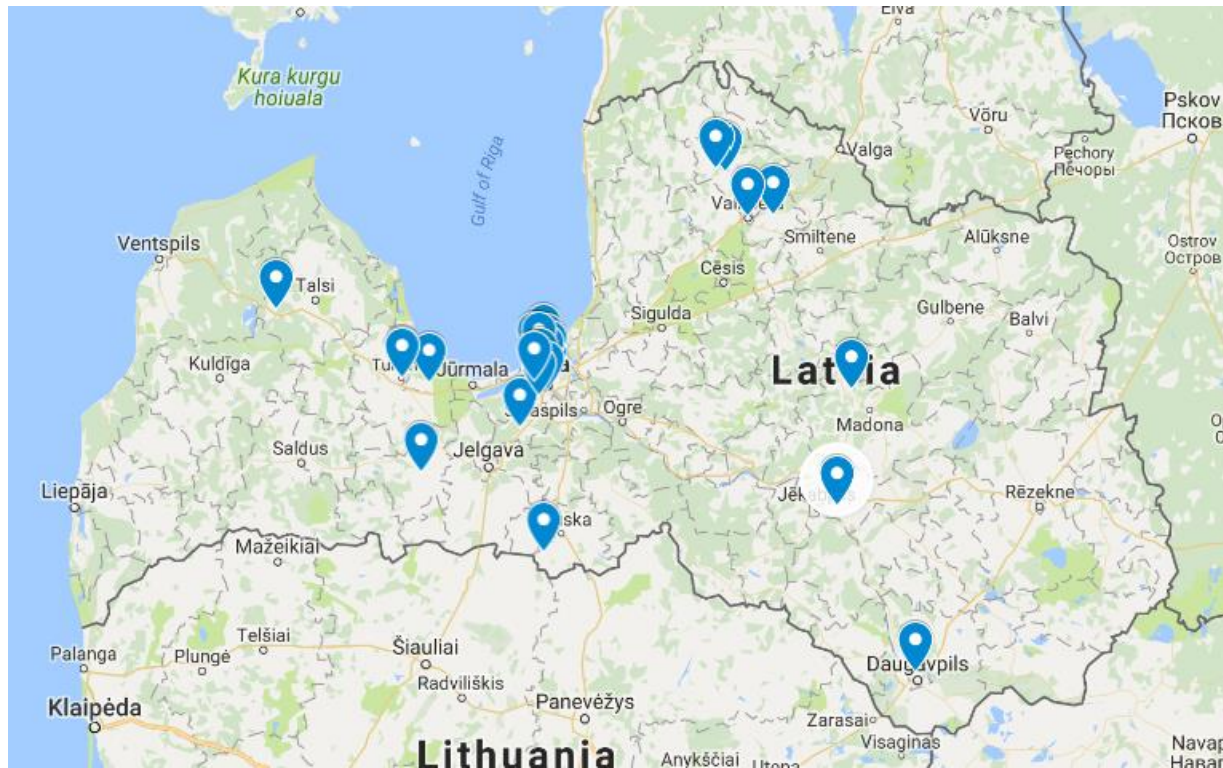 Elva
Kura kurgu
hoiuala
Pskov
Псков
Võru
Gulf of Riga
Valga
Pechory
Печоры
Ventspils
Smiltene
Alūksne
Ostrov
Остров
Cēsis
Talsi
Gulbene
Sigulda
Balvi
Kuldīga
Jūrmala
Ogre
Madona
Saldus
Jelgava
Liepāja
Rēzekne
Mažeikiai
Telšiai
Šiauliai
Palanga
Plungė
Daugavpils
Radviliškis
Klaipėda
Panevėžys
Zarasai
Visaginas
Lithuania
Anykščiai